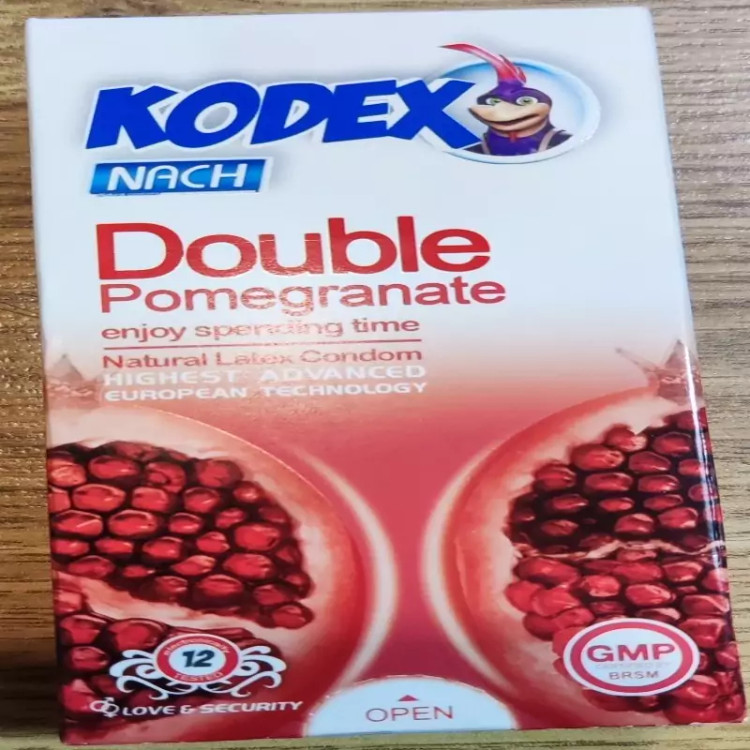 KODEX
NACH
Double
Pomegranate
enjoy spending time
Natural Latex Condom
HIGHEST ADVANCED
EUROPEAN TECHNOLOGY
12
TESTED
LOVE & SECURITY
OPEN
GMP
BRSM